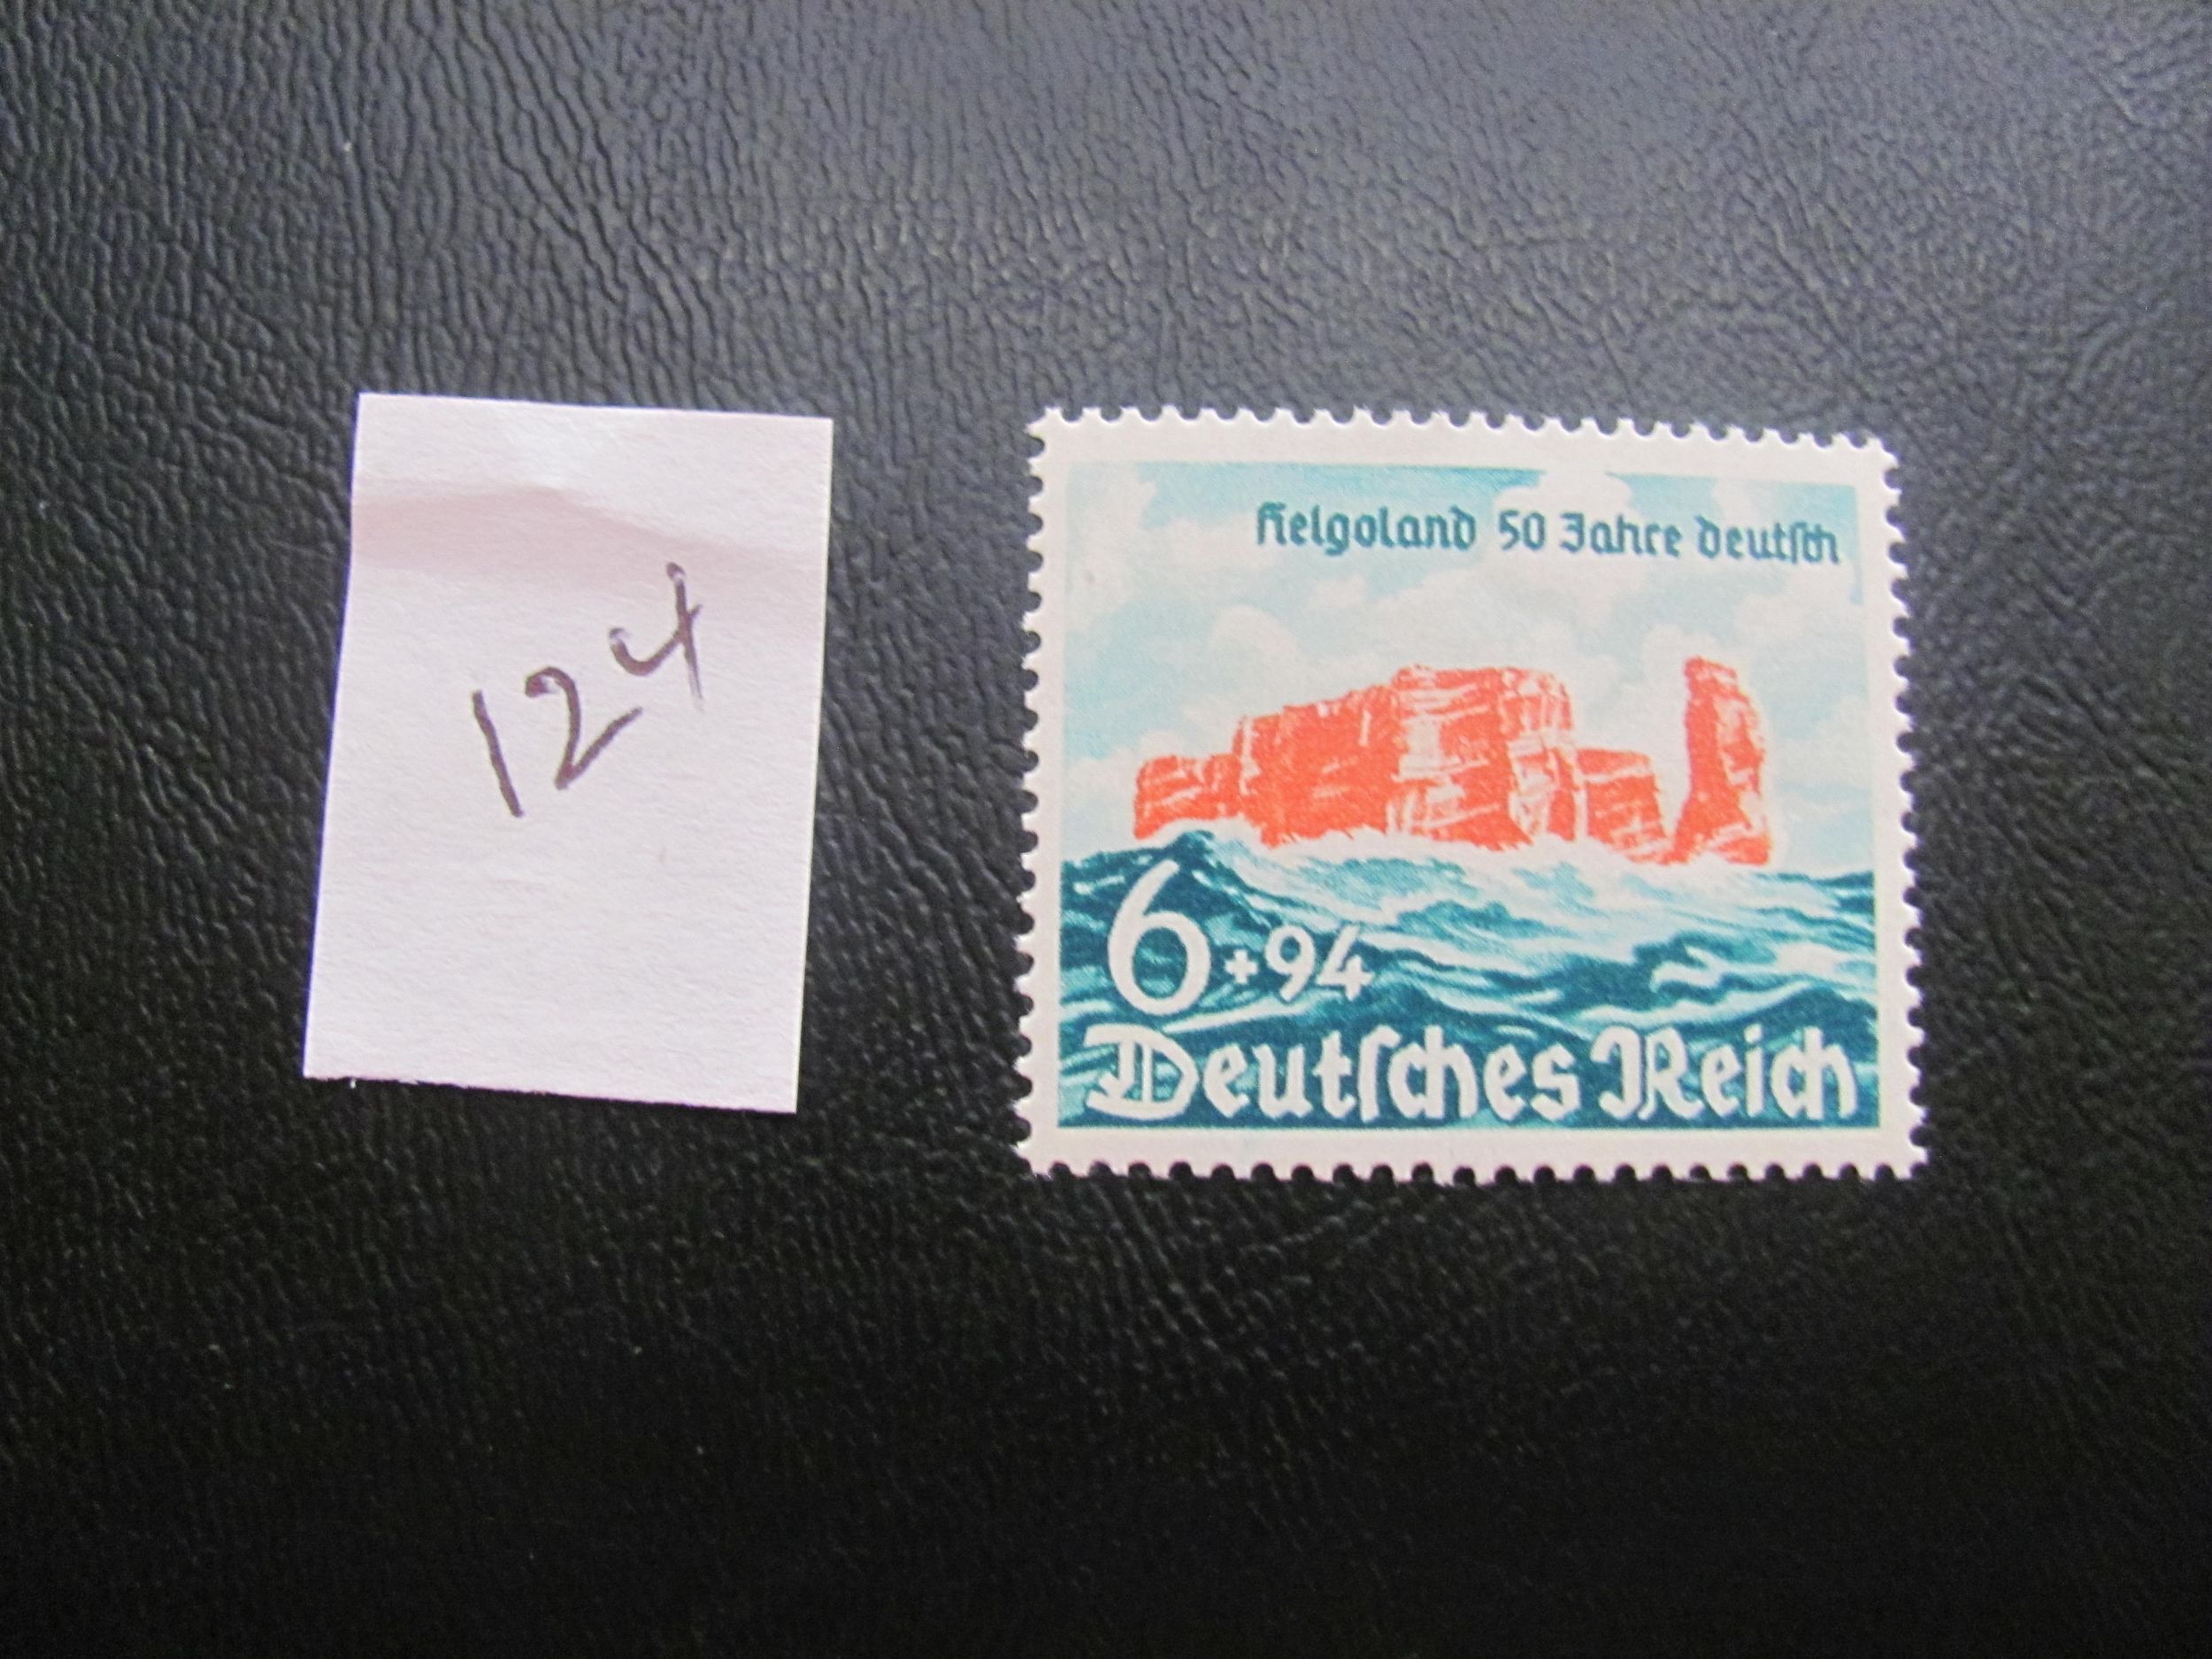 124
Helgoland 50 Jahre deutsch
6+94
Deutsches Reich